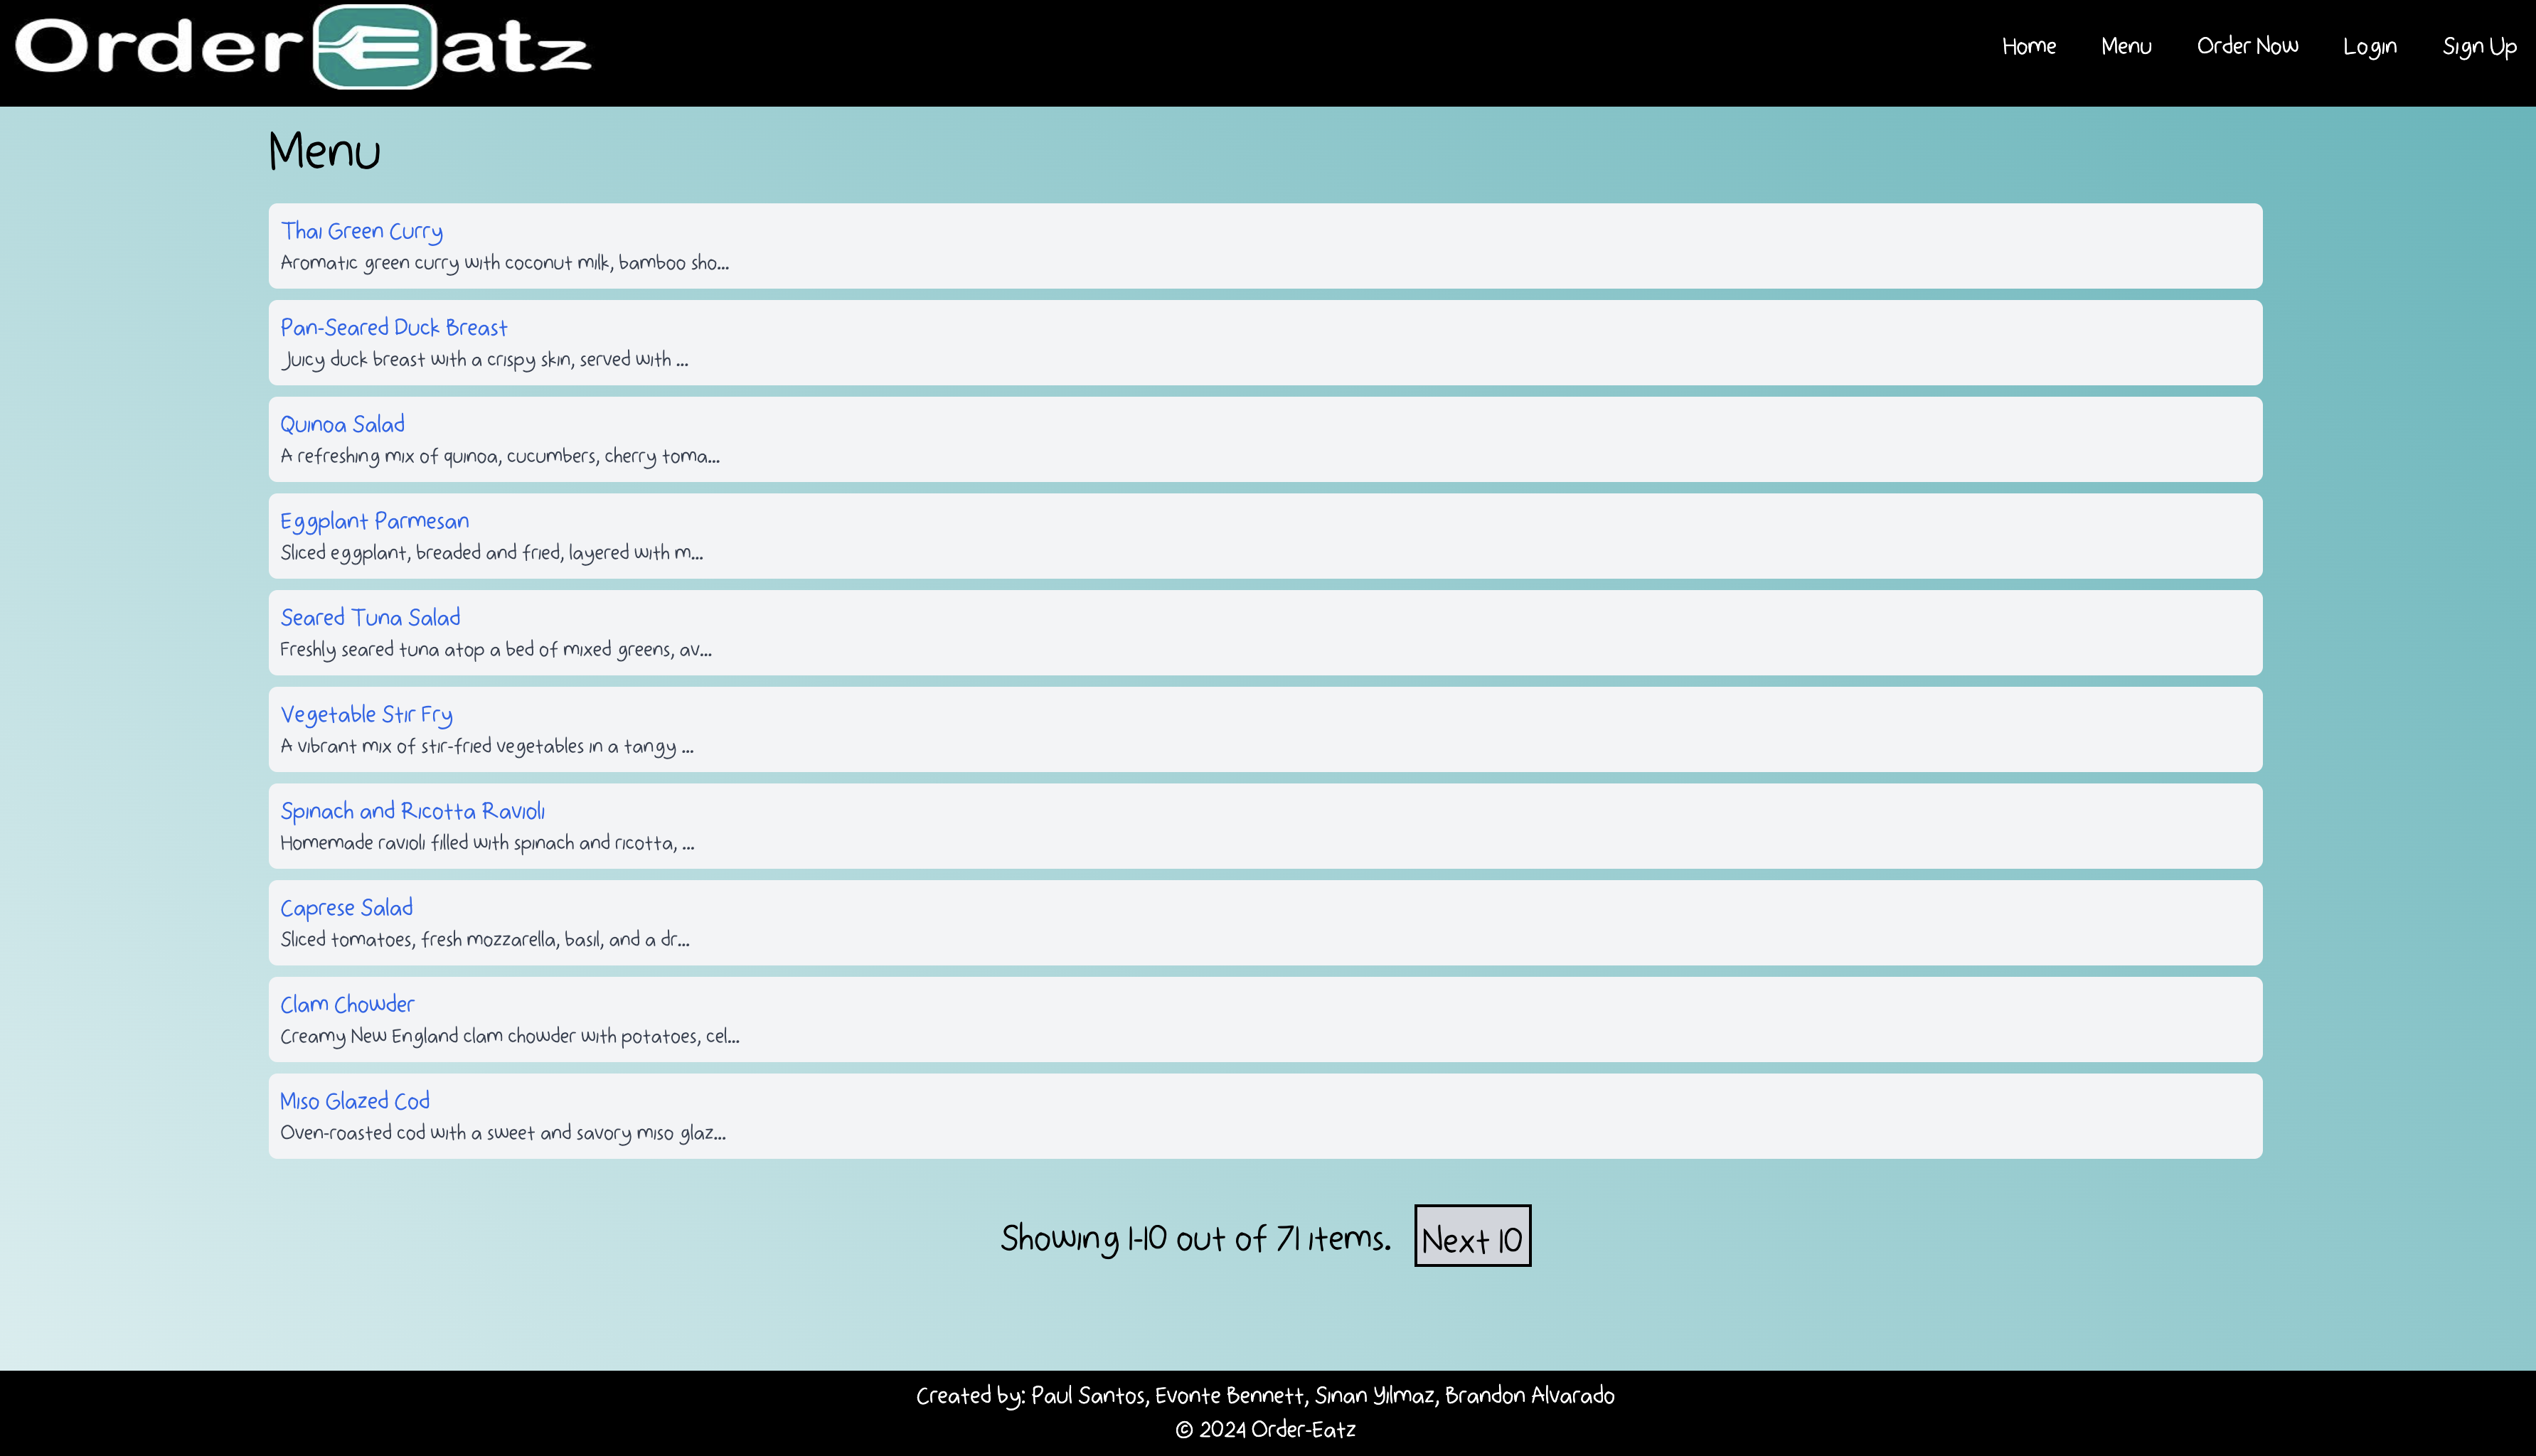 Order Eatz
Home Menu Order Now Login Sign Up
Menu
Thai Green Curry
Aromatic green curry with coconut milk, bamboo sho...
Pan-Seared Duck Breast
Juicy duck breast with a crispy skin, served with ...
Quinoa Salad
A refreshing mix of quinoa, cucumbers, cherry toma...
Eggplant Parmesan
Sliced eggplant, breaded and fried, layered with m...
Seared Tuna Salad
Freshly seared tuna atop a bed of mixed greens, av...
Vegetable Stir Fry
A vibrant mix of stir-fried vegetables in a tangy ...
Spinach and Ricotta Ravioli
Homemade ravioli filled with spinach and ricotta, ...
Caprese Salad
Sliced tomatoes, fresh mozzarella, basil, and a dr...
Clam Chowder
Creamy New England clam chowder with potatoes, cel...
Miso Glazed Cod
Oven-roasted cod with a sweet and savory miso glaz...
Showing 1-10 out of 71 items. Next 10
Created by: Paul Santos, Evonte Bennett, Sinan Yilmaz, Brandon Alvarado
© 2024 Order-Eatz